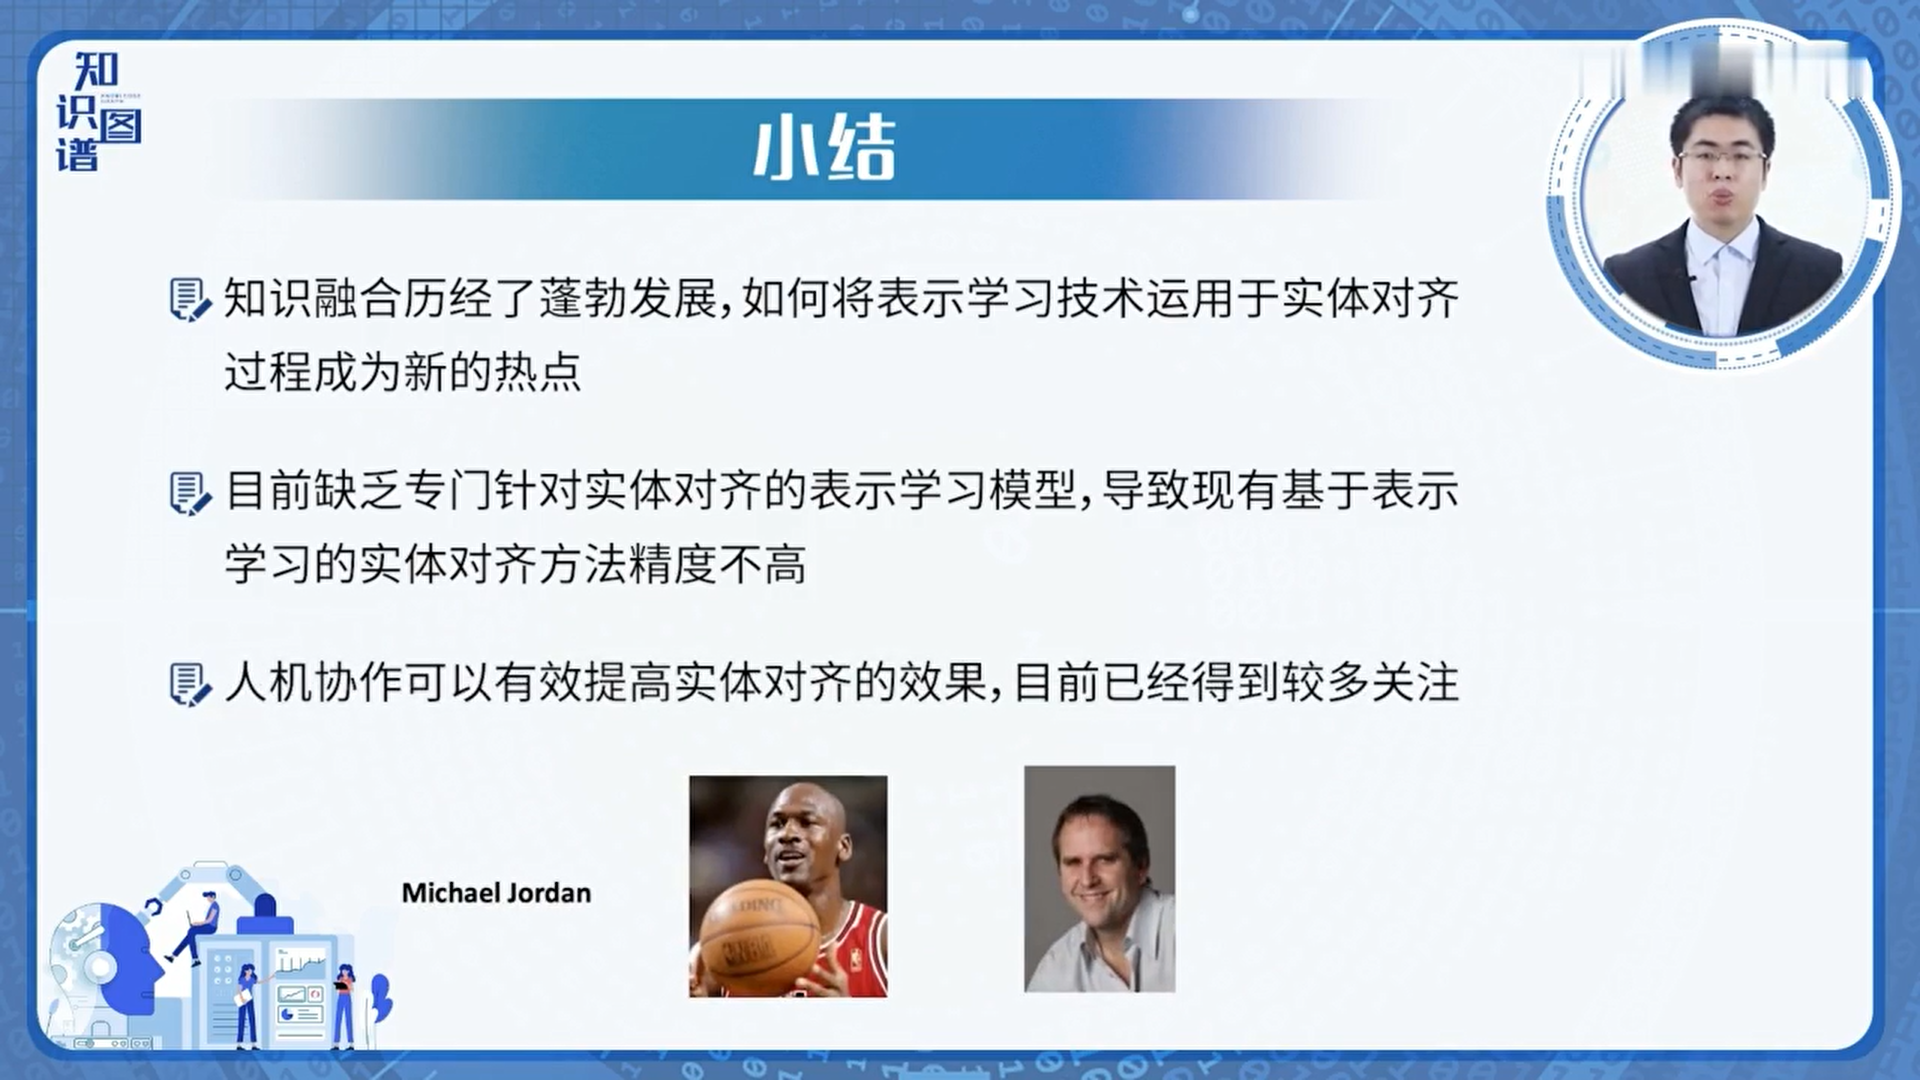 知识图谱
小结
知识融合历经了蓬勃发展，如何将表示学习技术运用于实体对齐
过程成为新的热点
目前缺乏专门针对实体对齐的表示学习模型，导致现有基于表示
学习的实体对齐方法精度不高
人机协作可以有效提高实体对齐的效果，目前已经得到较多关注
Michael Jordan